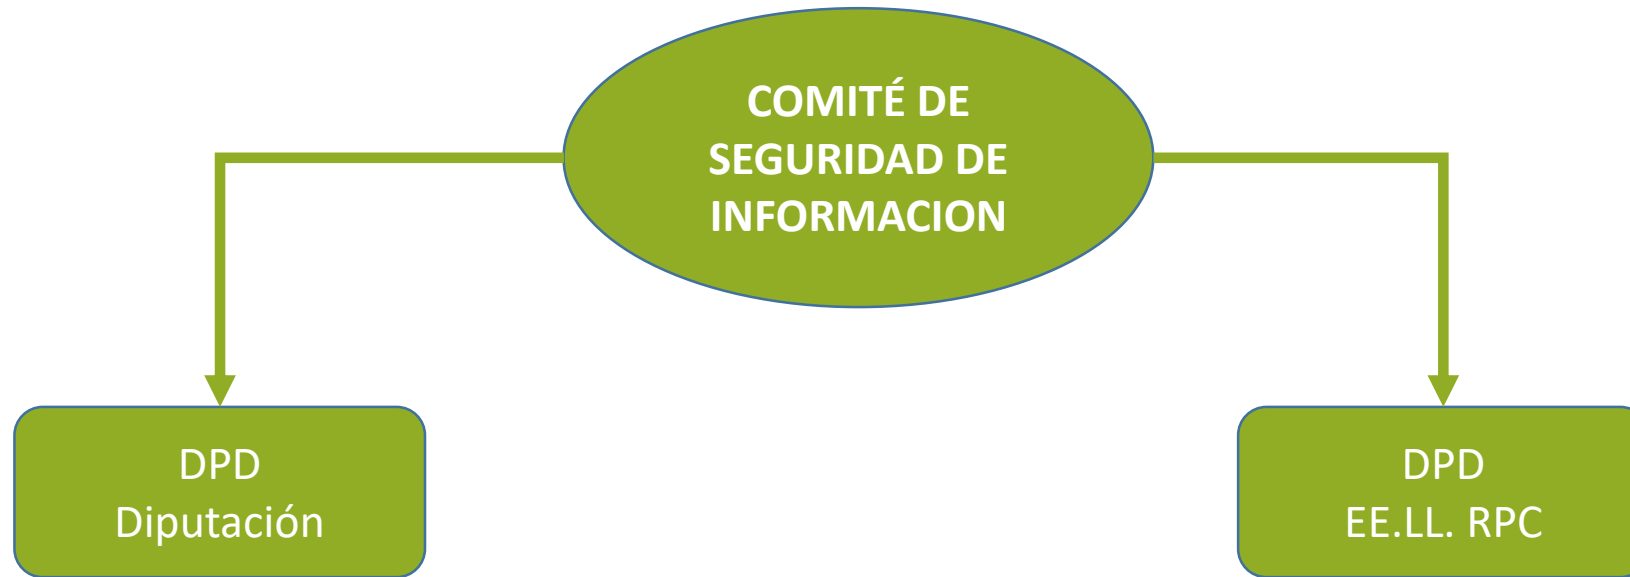 COMITÉ DE
SEGURIDAD DE
INFORMACION
DPD
Diputación
DPD
EE.LL. RPC